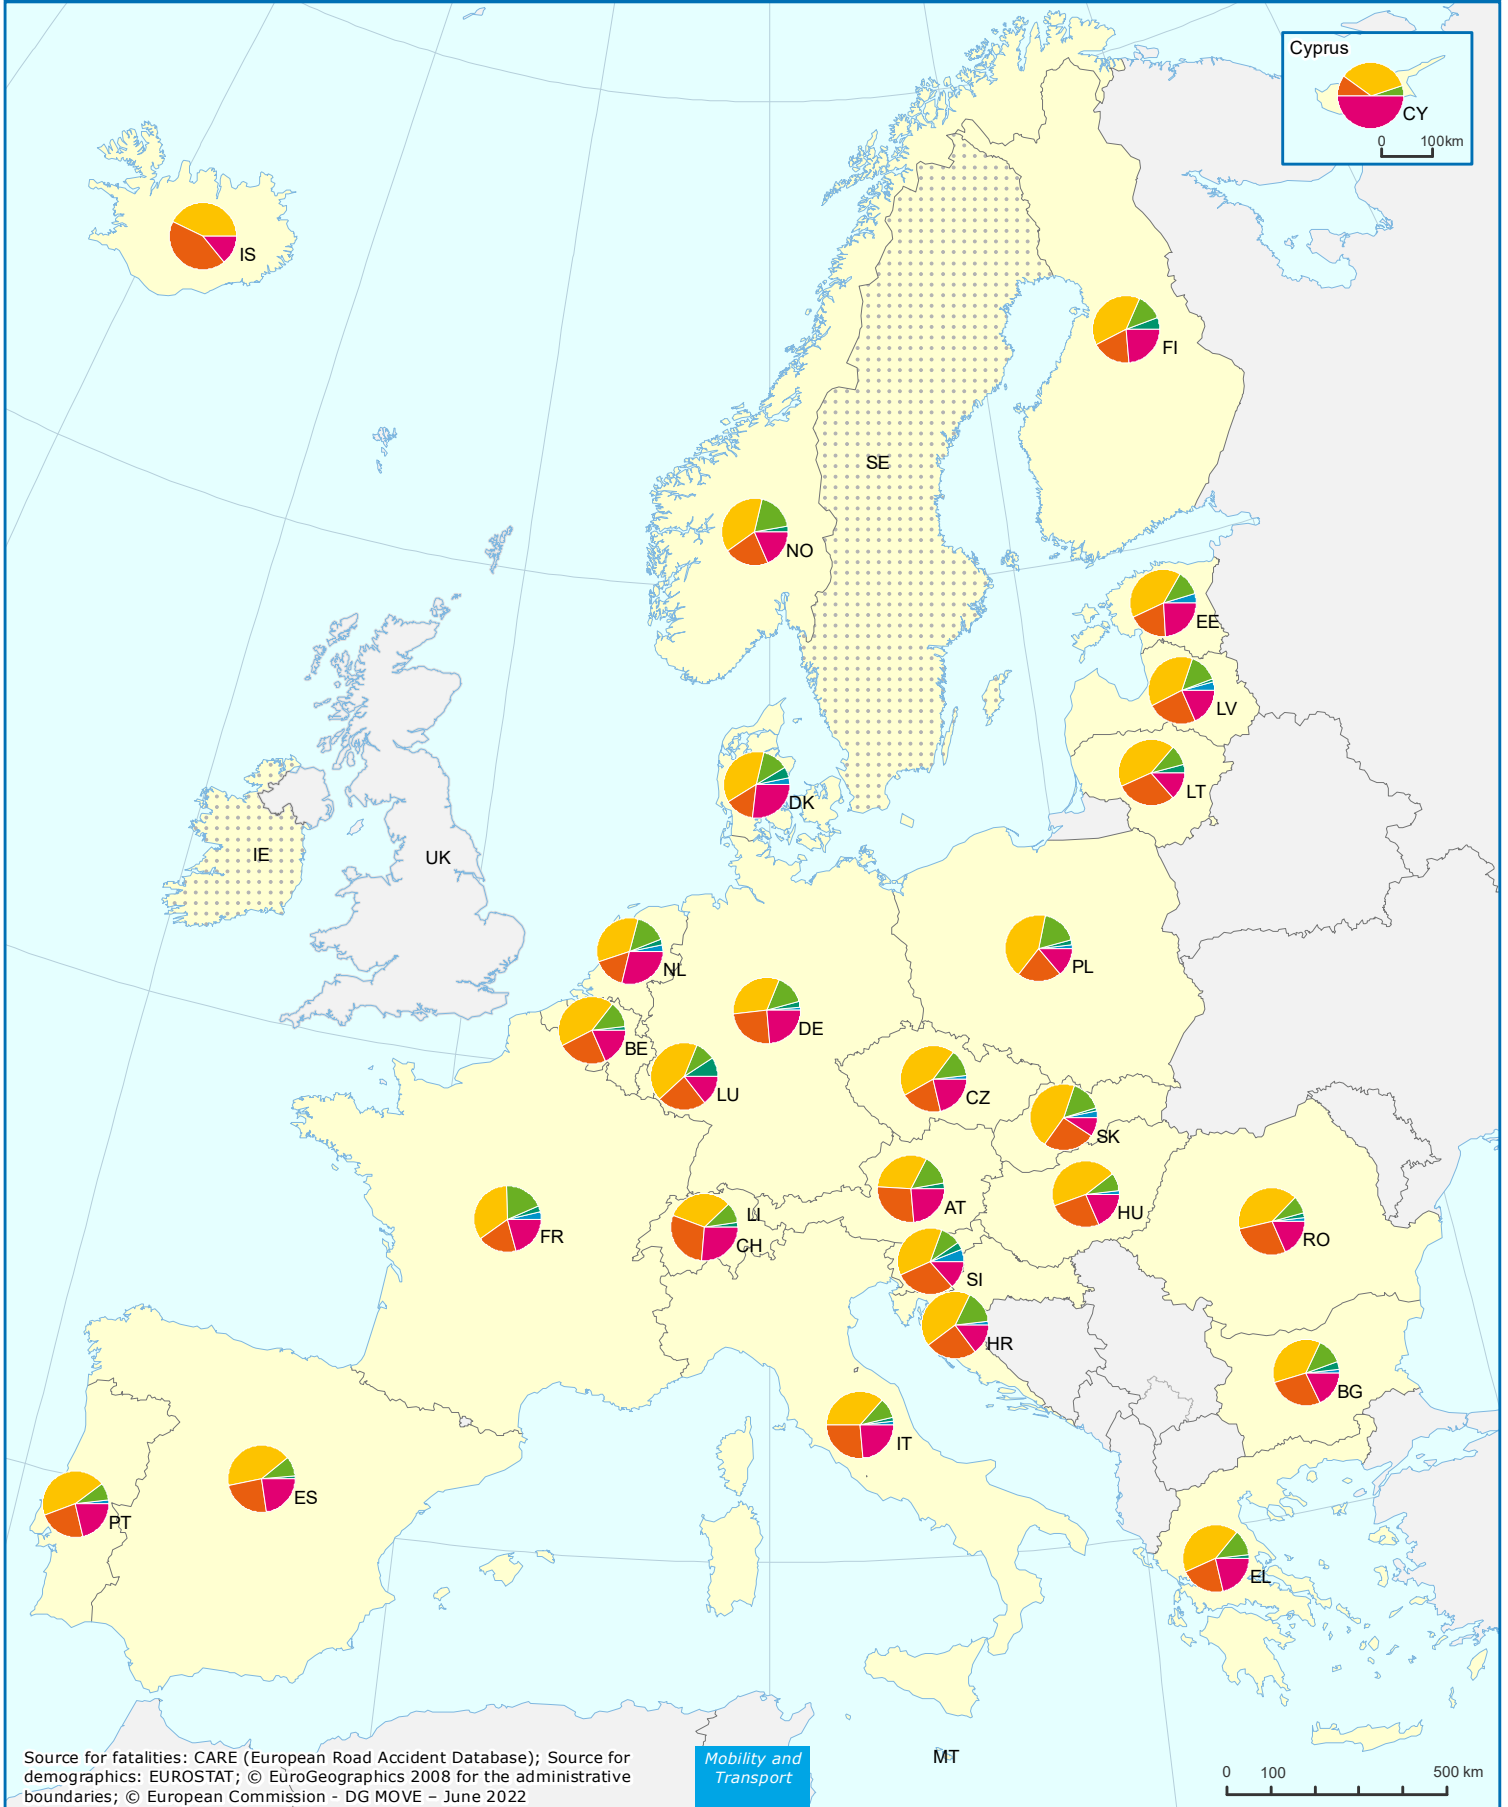 Cyprus
CY
0 100km
IS
FI
SE
NO
EE
LV
LT
DK
IE
UK
NL
PL
DE
BE
LU
CZ
SK
AT
HU
LI
CH
FR
RO
SI
HR
BG
IT
ES
PT
EL
MT
Source for fatalities: CARE (European Road Accident Database); Source for
demographics: EUROSTAT; © EuroGeographics 2008 for the administrative
boundaries; © European Commission - DG MOVE – June 2022
Mobility and
Transport
0 100 500 km